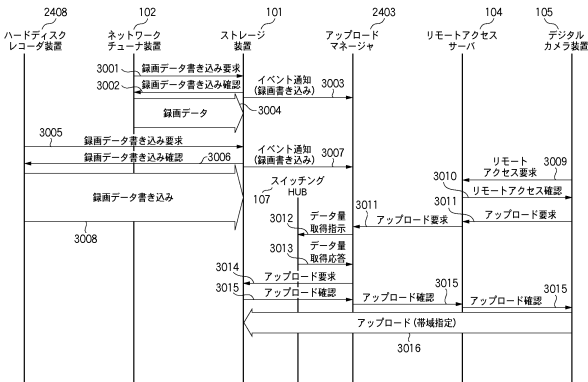 2408
ハードディスク
レコーダ装置
102
ネットワーク
チューナ装置
101
ストレージ
装置
2403
アップロード
マネージャ
104
リモートアクセス
サーバ
105
デジタル
カメラ装置
3001
録画データ書き込み要求
3002
録画データ書き込み確認
イベント通知
(録画書き込み)
3003
3004
録画データ
3005
録画データ書き込み要求
録画データ書き込み確認
3006
イベント通知
(録画書き込み)
3007
リモート
アクセス要求
3009
3010
リモートアクセス確認
スイッチング
HUB
107
録画データ書き込み
3008
3011
アップロード要求
3011
アップロード要求
3012
データ量
取得指示
3013
データ量
取得応答
3014
アップロード要求
3015
アップロード確認
3015
アップロード確認
3015
アップロード確認
アップロード(帯域指定)
3016